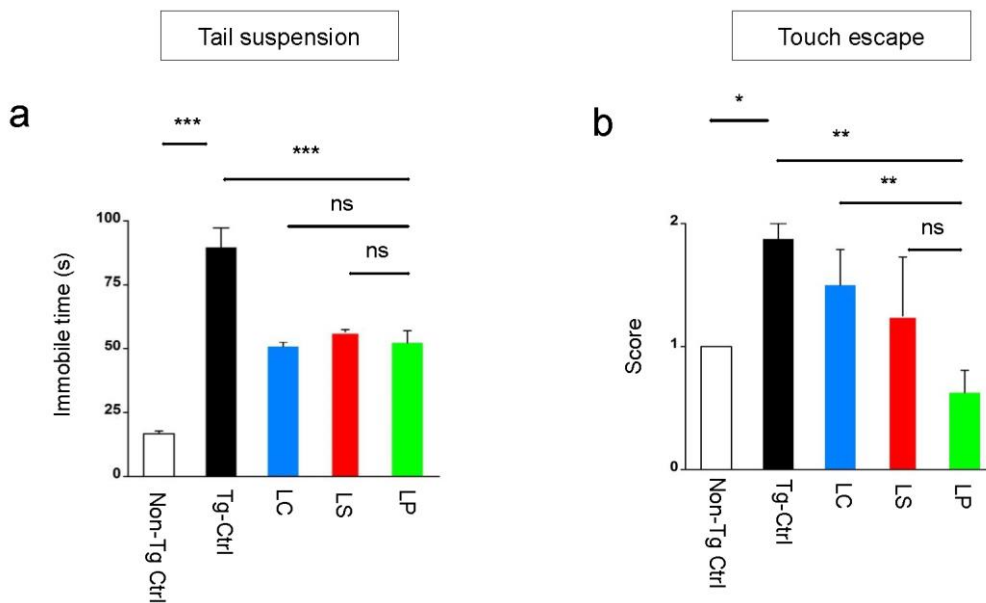 Tail suspension
Touch escape
a
***
***
ns
ns
100
75
50
25
0
Immobile time (s)
Non-Tg Ctrl
Tg-Ctrl
LC
LS
LP
b
*
**
**
ns
2
1
0
Score
Non-Tg Ctrl
Tg-Ctrl
LC
LS
LP